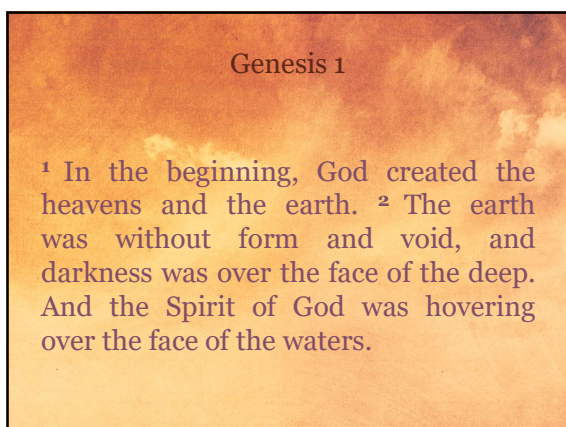 Genesis 1
¹ In the beginning, God created the
heavens and the earth. ² The earth
was without form and void, and
darkness was over the face of the deep.
And the Spirit of God was hovering
over the face of the waters.